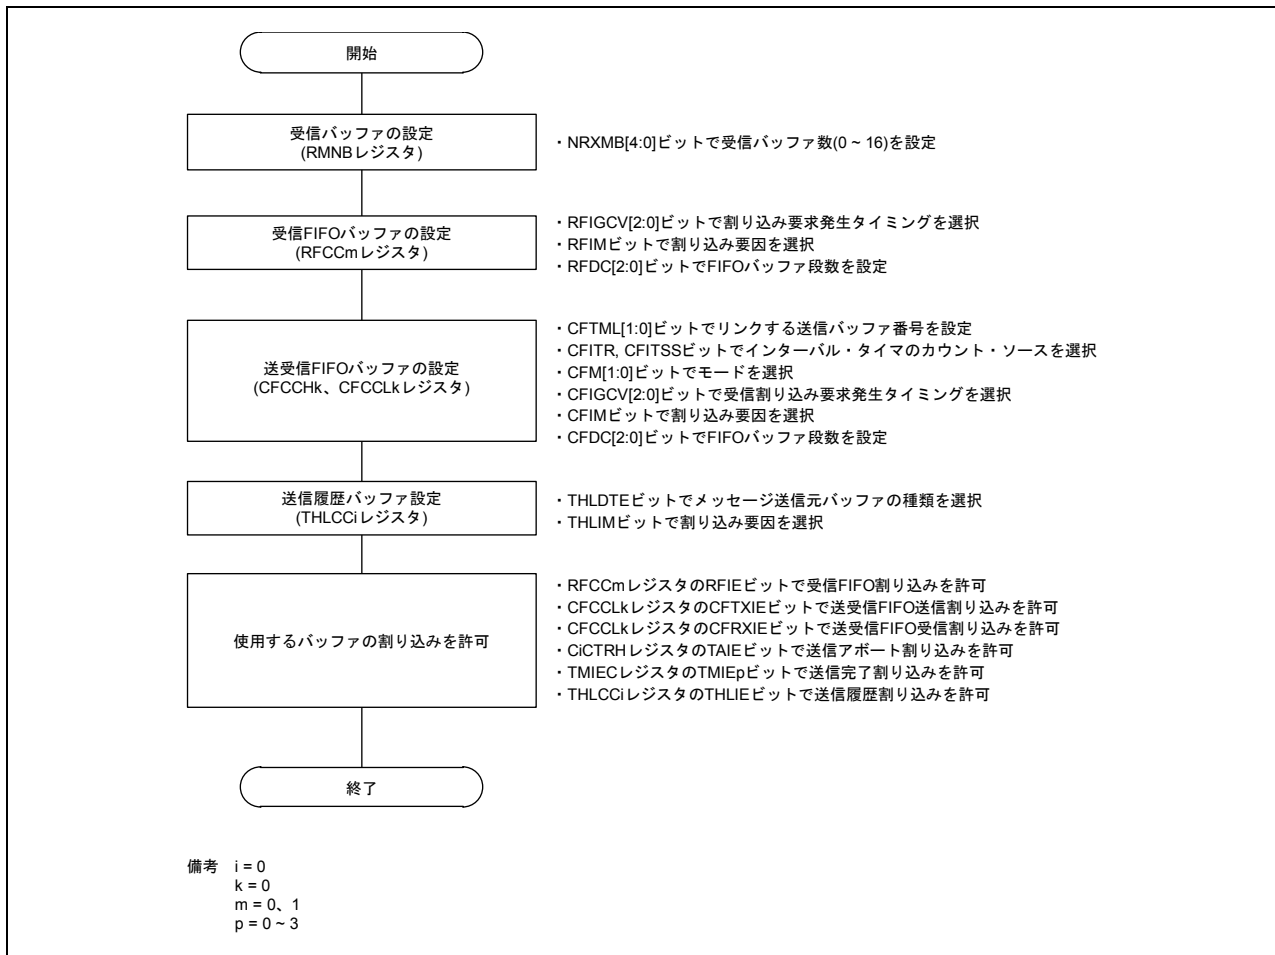 開始
受信バッファの設定
(RMNBレジスタ)
・NRXMB[4:0]ビットで受信バッファ数(0 ~ 16)を設定
受信FIFOバッファの設定
(RFCCmレジスタ)
・RFIGCV[2:0]ビットで割り込み要求発生タイミングを選択
・RFIMビットで割り込み要因を選択
・RFDC[2:0]ビットでFIFOバッファ段数を設定
送受信FIFOバッファの設定
(CFCCHk、CFCCLkレジスタ)
・CFTML[1:0]ビットでリンクする送信バッファ番号を設定
・CFITR, CFITSSビットでインターバル・タイマのカウント・ソースを選択
・CFM[1:0]ビットでモードを選択
・CFIGCV[2:0]ビットで受信割り込み要求発生タイミングを選択
・CFIMビットで割り込み要因を選択
・CFDC[2:0]ビットでFIFOバッファ段数を設定
送信履歴バッファ設定
(THLCCiレジスタ)
・THLDTEビットでメッセージ送信元バッファの種類を選択
・THLIMビットで割り込み要因を選択
使用するバッファの割り込みを許可
・RFCCmレジスタのRFIEビットで受信FIFO割り込みを許可
・CFCCLkレジスタのCFTXIEビットで送受信FIFO送信割り込みを許可
・CFCCLkレジスタのCFRXIEビットで送受信FIFO受信割り込みを許可
・CiCTRHレジスタのTAIEビットで送信アボート割り込みを許可
・TMIECレジスタのTMIEpビットで送信完了割り込みを許可
・THLCCiレジスタのTHLIEビットで送信履歴割り込みを許可
終了
備考 i = 0
k = 0
m = 0、1
p = 0 ~ 3